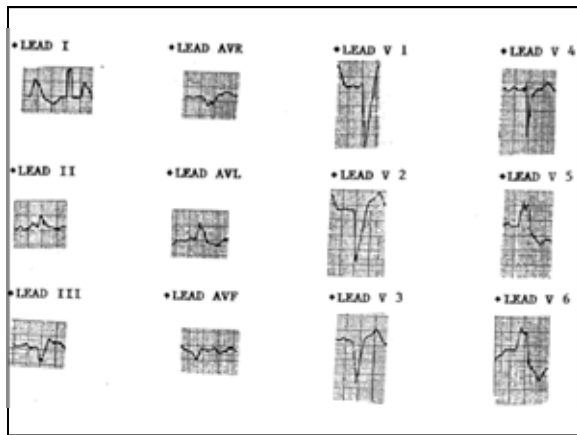 ◆LEAD I
◆LEAD AVR
◆LEAD V 1
◆LEAD V 4
◆LEAD II
◆LEAD AVL
◆LEAD V 2
◆LEAD V 5
◆LEAD III
◆LEAD AVF
◆LEAD V 3
◆LEAD V 6